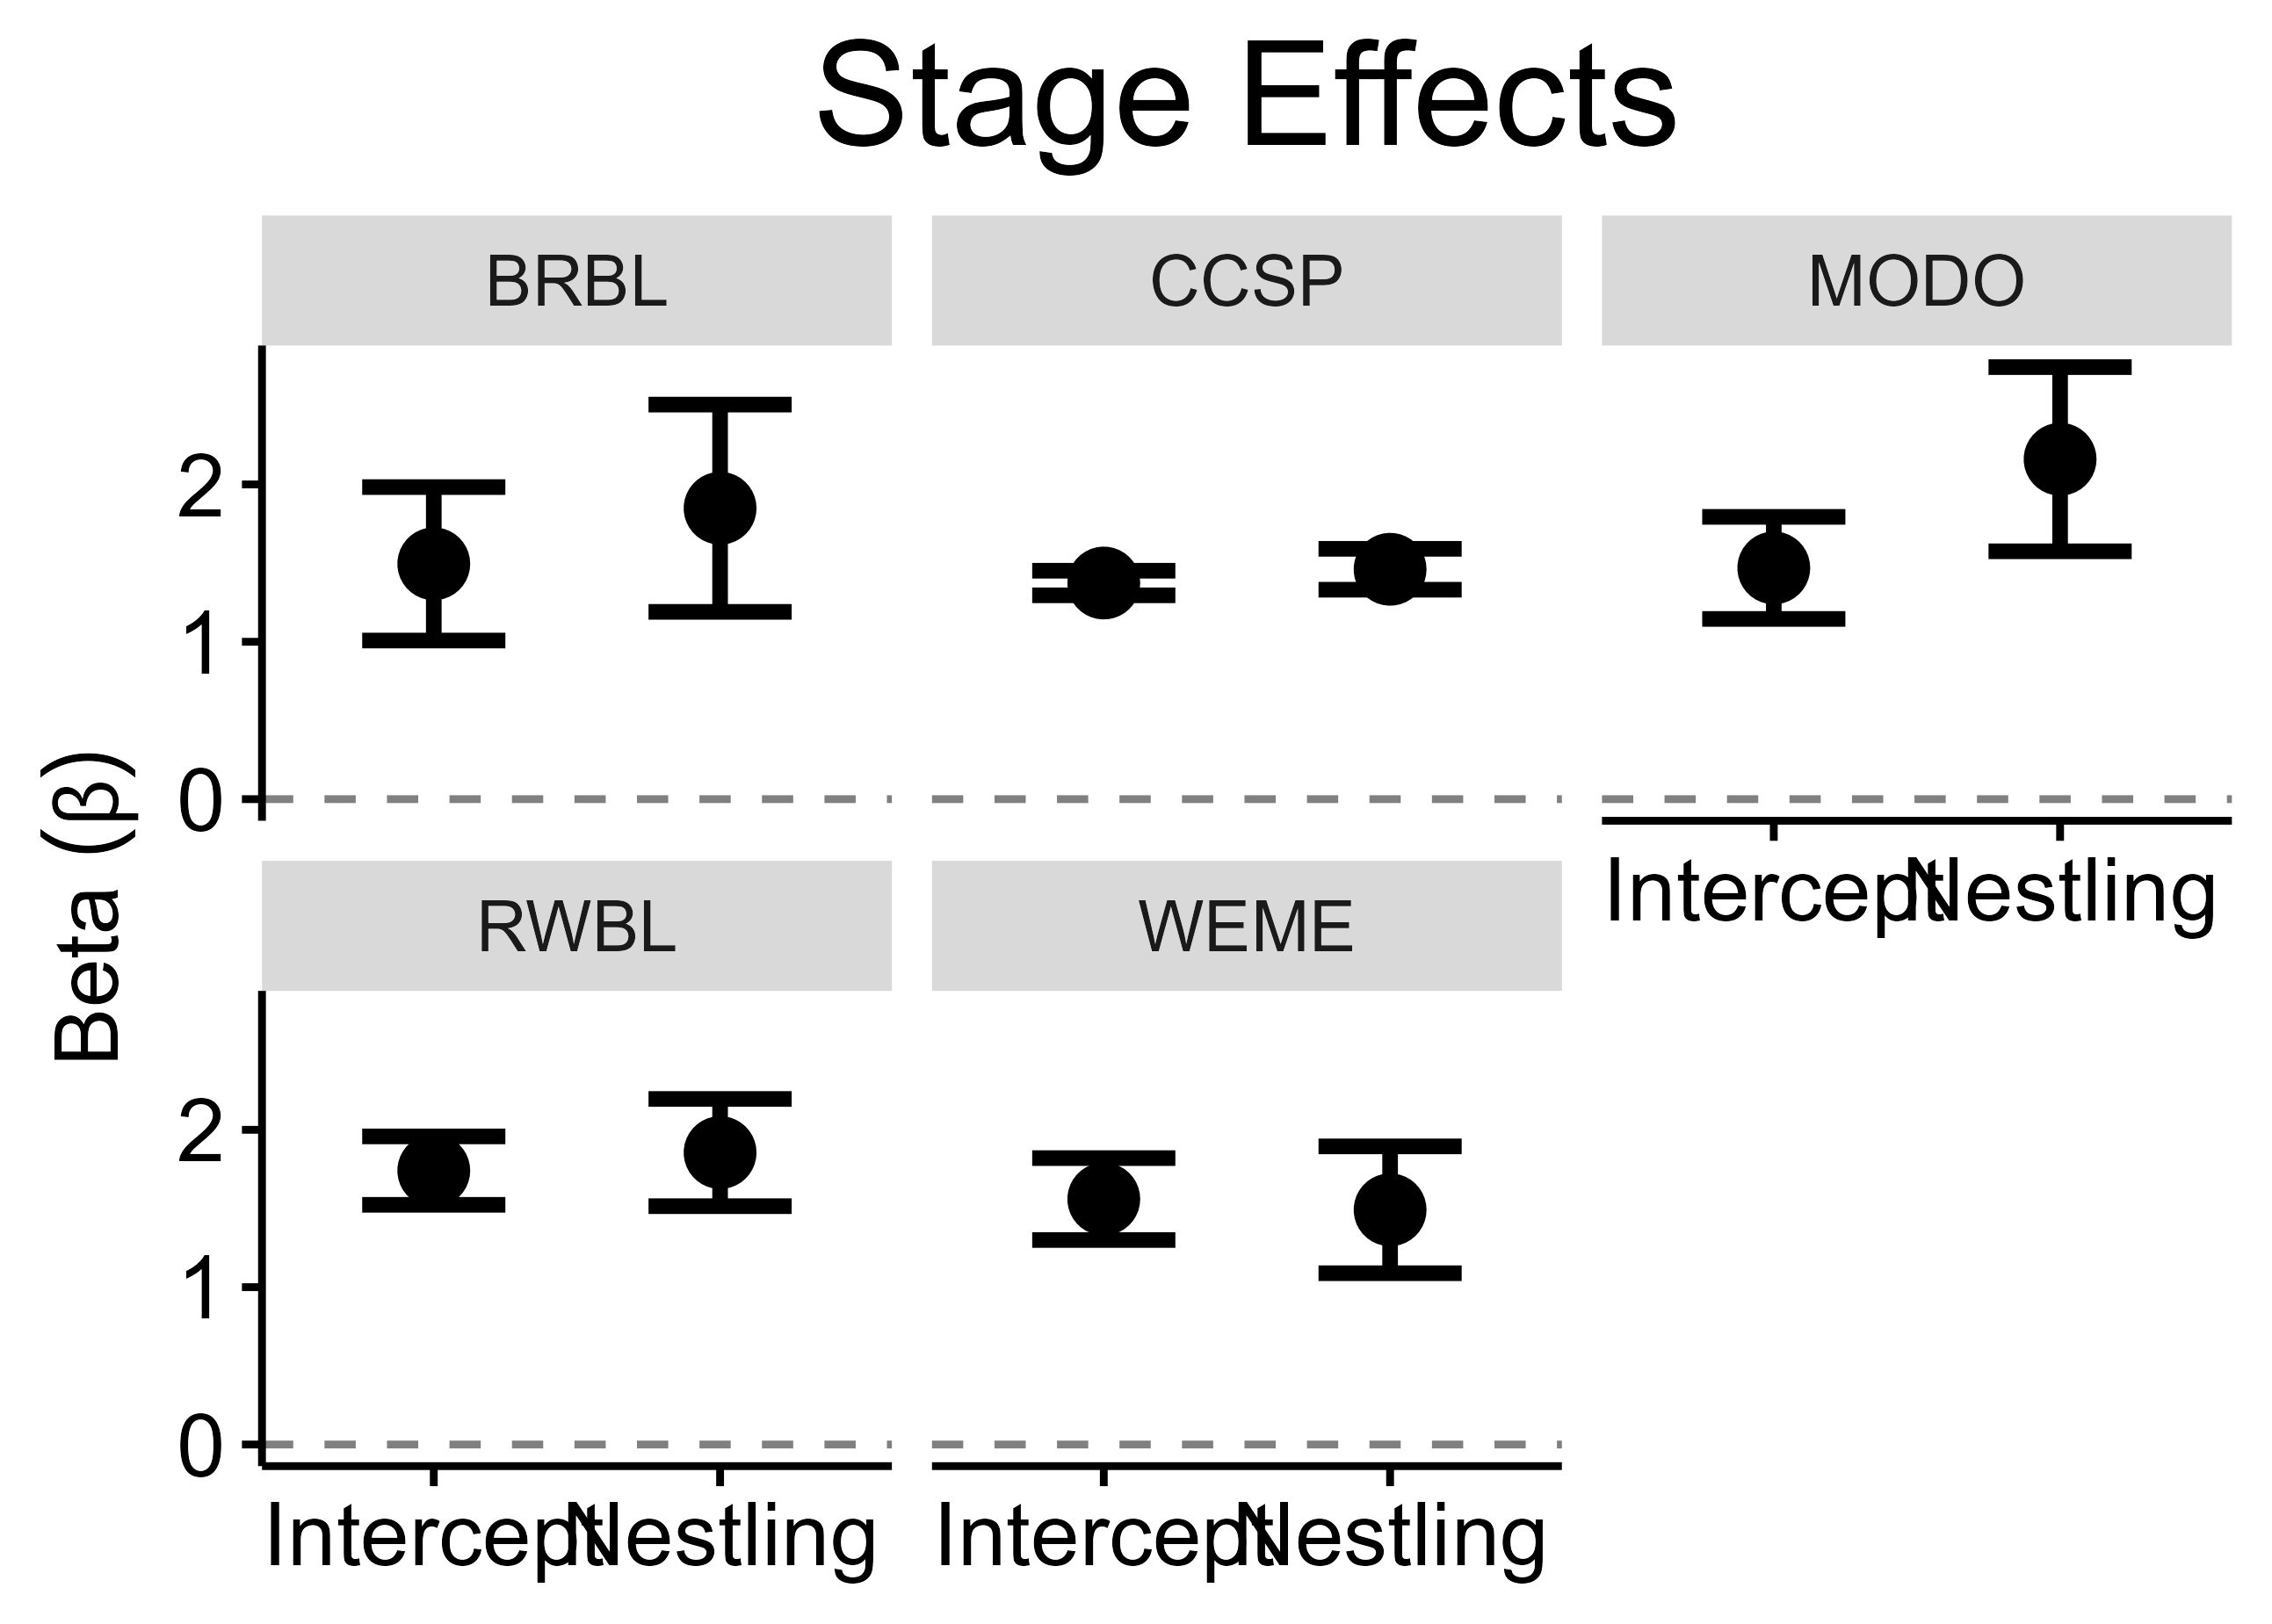 Stage Effects
BRBL CCSP MODO
2
1
0
Intercept Nestling
Beta (β)
RWBL WEME
2
1
0
Intercept Nestling Intercept Nestling